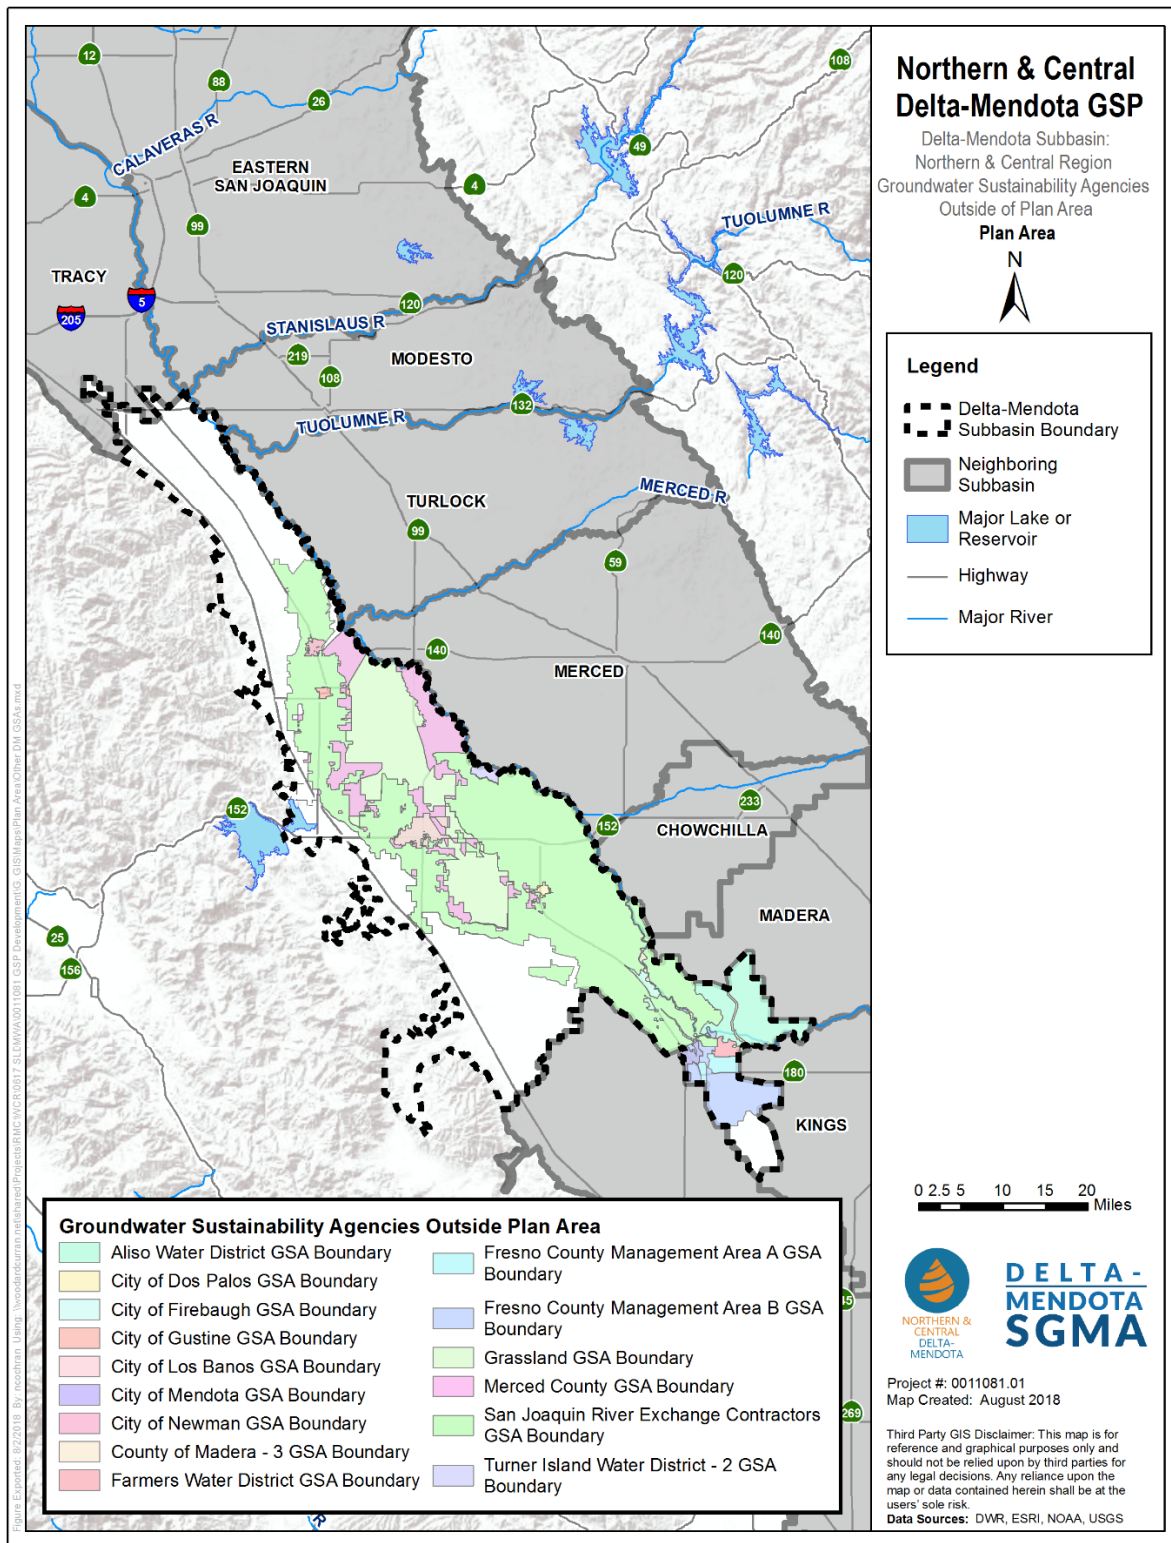 Northern & Central
Delta-Mendota GSP
Delta-Mendota Subbasin:
Northern & Central Region
Groundwater Sustainability Agencies
Outside of Plan Area
Plan Area
N
Legend
Delta-Mendota
Subbasin Boundary
Neighboring
Subbasin
Major Lake or
Reservoir
Highway
Major River
12
88
26
108
CALAVERAS R
49
EASTERN
SAN JOAQUIN
4
4
99
TUOLUMNE R
TRACY
120
5
205
120
STANISLAUS R
219
MODESTO
108
132
TUOLUMNE R
MERCED R
TURLOCK
99
59
140
140
MERCED
233
152
152
CHOWCHILLA
MADERA
25
156
180
KINGS
0 2.5 5 10 15 20
Miles
Groundwater Sustainability Agencies Outside Plan Area
Aliso Water District GSA Boundary
City of Dos Palos GSA Boundary
City of Firebaugh GSA Boundary
City of Gustine GSA Boundary
City of Los Banos GSA Boundary
City of Mendota GSA Boundary
City of Newman GSA Boundary
County of Madera - 3 GSA Boundary
Farmers Water District GSA Boundary
Fresno County Management Area A GSA
Boundary
Fresno County Management Area B GSA
Boundary
Grassland GSA Boundary
Merced County GSA Boundary
San Joaquin River Exchange Contractors
GSA Boundary
Turner Island Water District - 2 GSA
Boundary
45
269
R
NORTHERN &
CENTRAL
DELTA-
MENDOTA
DELTA-
MENDOTA
SGMA
Project #: 0011081.01
Map Created: August 2018
Third Party GIS Disclaimer: This map is for
reference and graphical purposes only and
should not be relied upon by third parties for
any legal decisions. Any reliance upon the
map or data contained herein shall be at the
users' sole risk.
Data Sources: DWR, ESRI, NOAA, USGS